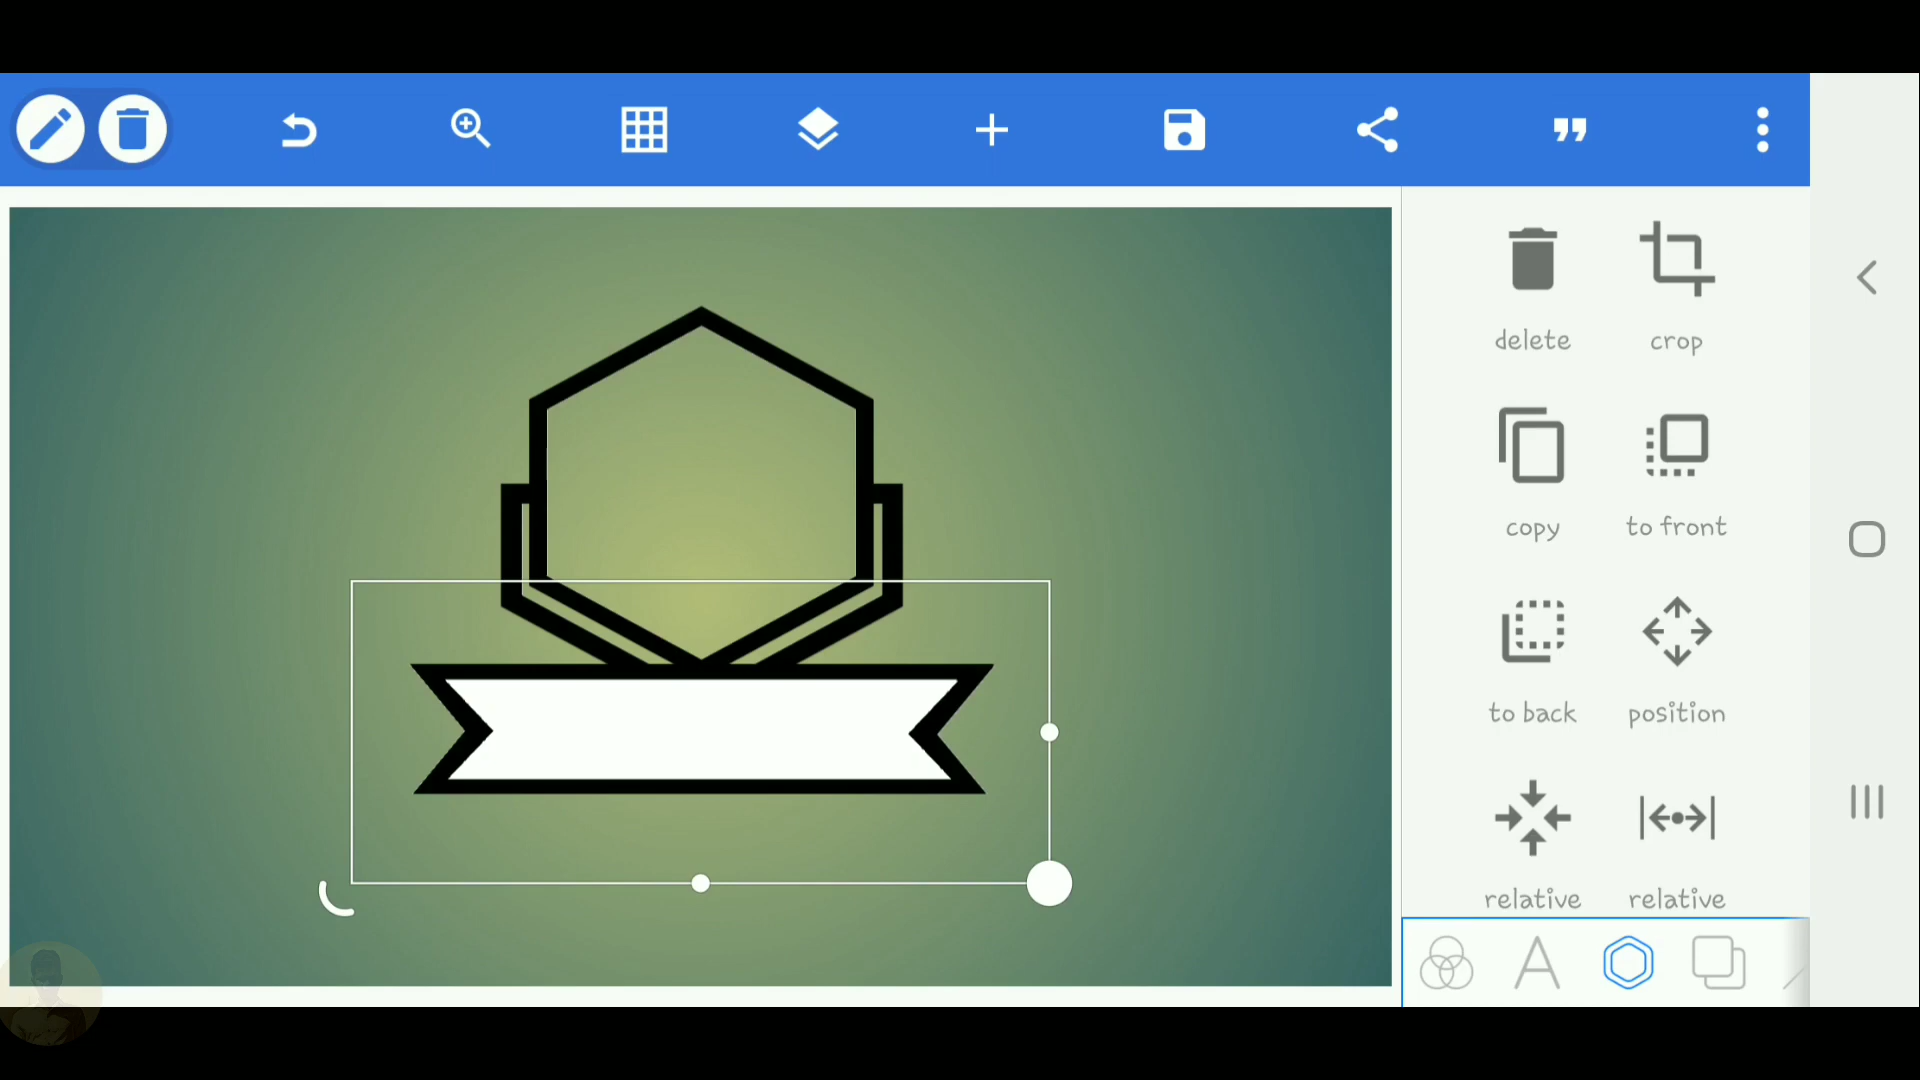 delete crop
copy to front
to back position
relative relative